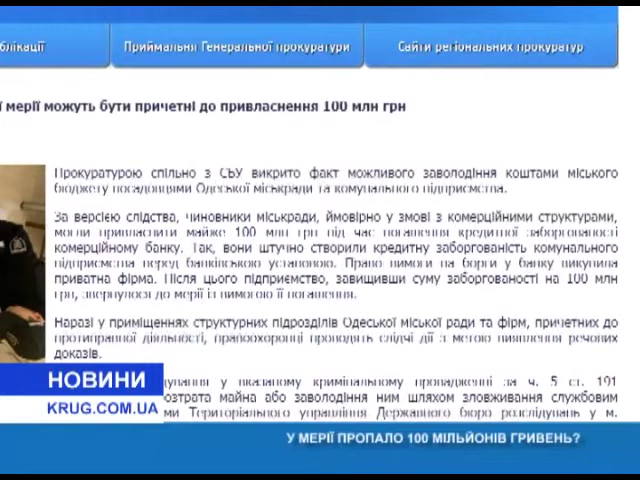 блікації Приймальня Генеральної прокуратури Сайти регіональних прокуратур
ї мерії можуть бути причетні до привласнення 100 млн грн
Прокуратурою спільно з СБУ викрито факт можливого заволодіння коштами міського
бюджету посадовцями Одеської міськради та комунального підприємства.
За версією слідства, чиновники міськради, ймовірно у змові з комерційними структурами,
могли привласнити майже 100 млн грн під час погашення кредитної заборгованості
комерційному банку. Так, вони штучно створили кредитну заборгованість комунального
підприємства перед банківською установою. Право вимоги на борги у банку викупила
приватна фірма. Після цього підприємство, завищивши суму заборгованості на 100 млн
грн, звернулося до мерії із вимогою її погашення.
Наразі у приміщеннях структурних підрозділів Одеської міської ради та фірм, причетних до
протиправної діяльності, правоохоронці проводять слідчі дії з метою виявлення речових
доказів.
дування у вказаному кримінальному провадженні за ч. 5 ст. 191
озтрата майна або заволодіння ним шляхом зловживання службовим
ми Територіального управління Державного бюро розслідувань у м.
НОВИНИ
KRUG.COM.UA
У МЕРІЇ ПРОПАЛО 100 МІЛЬЙОНІВ ГРИВЕНЬ?